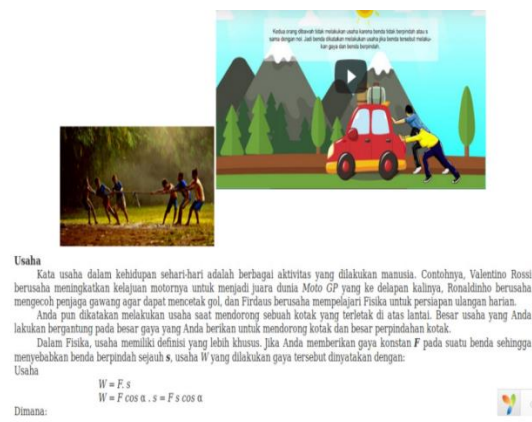 Kedua orang dibawah tidak melakukan usaha karena benda tidak berpindah atau s
sama dengan nol. Jadi benda dikatakan melakukan usaha jika benda tersebut melaku-
kan gaya dan benda berpindah.
Usaha
Kata usaha dalam kehidupan sehari-hari adalah berbagai aktivitas yang dilakukan manusia. Contohnya, Valentino Rossi
berusaha meningkatkan kelajuan motornya untuk menjadi juara dunia Moto GP yang ke delapan kalinya, Ronaldinho berusaha
mengecoh penjaga gawang agar dapat mencetak gol, dan Firdaus berusaha mempelajari Fisika untuk persiapan ulangan harian.
Anda pun dikatakan melakukan usaha saat mendorong sebuah kotak yang terletak di atas lantai. Besar usaha yang Anda
lakukan bergantung pada besar gaya yang Anda berikan untuk mendorong kotak dan besar perpindahan kotak.
Dalam Fisika, usaha memiliki definisi yang lebih khusus. Jika Anda memberikan gaya konstan F pada suatu benda sehingga
menyebabkan benda berpindah sejauh s, usaha W yang dilakukan gaya tersebut dinyatakan dengan:
Usaha
W = F. s
W = F cos α . s = F s cos α
Dimana: